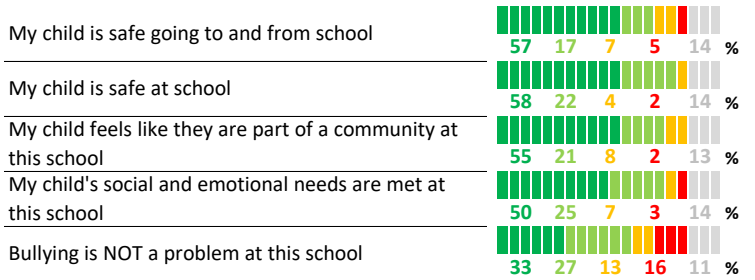 My child is safe going to and from school
57 17 7 5 14 %
My child is safe at school
58 22 4 2 14 %
My child feels like they are part of a community at
this school
55 21 8 2 13 %
My child's social and emotional needs are met at
this school
50 25 7 3 14 %
Bullying is NOT a problem at this school
33 27 13 16 11 %